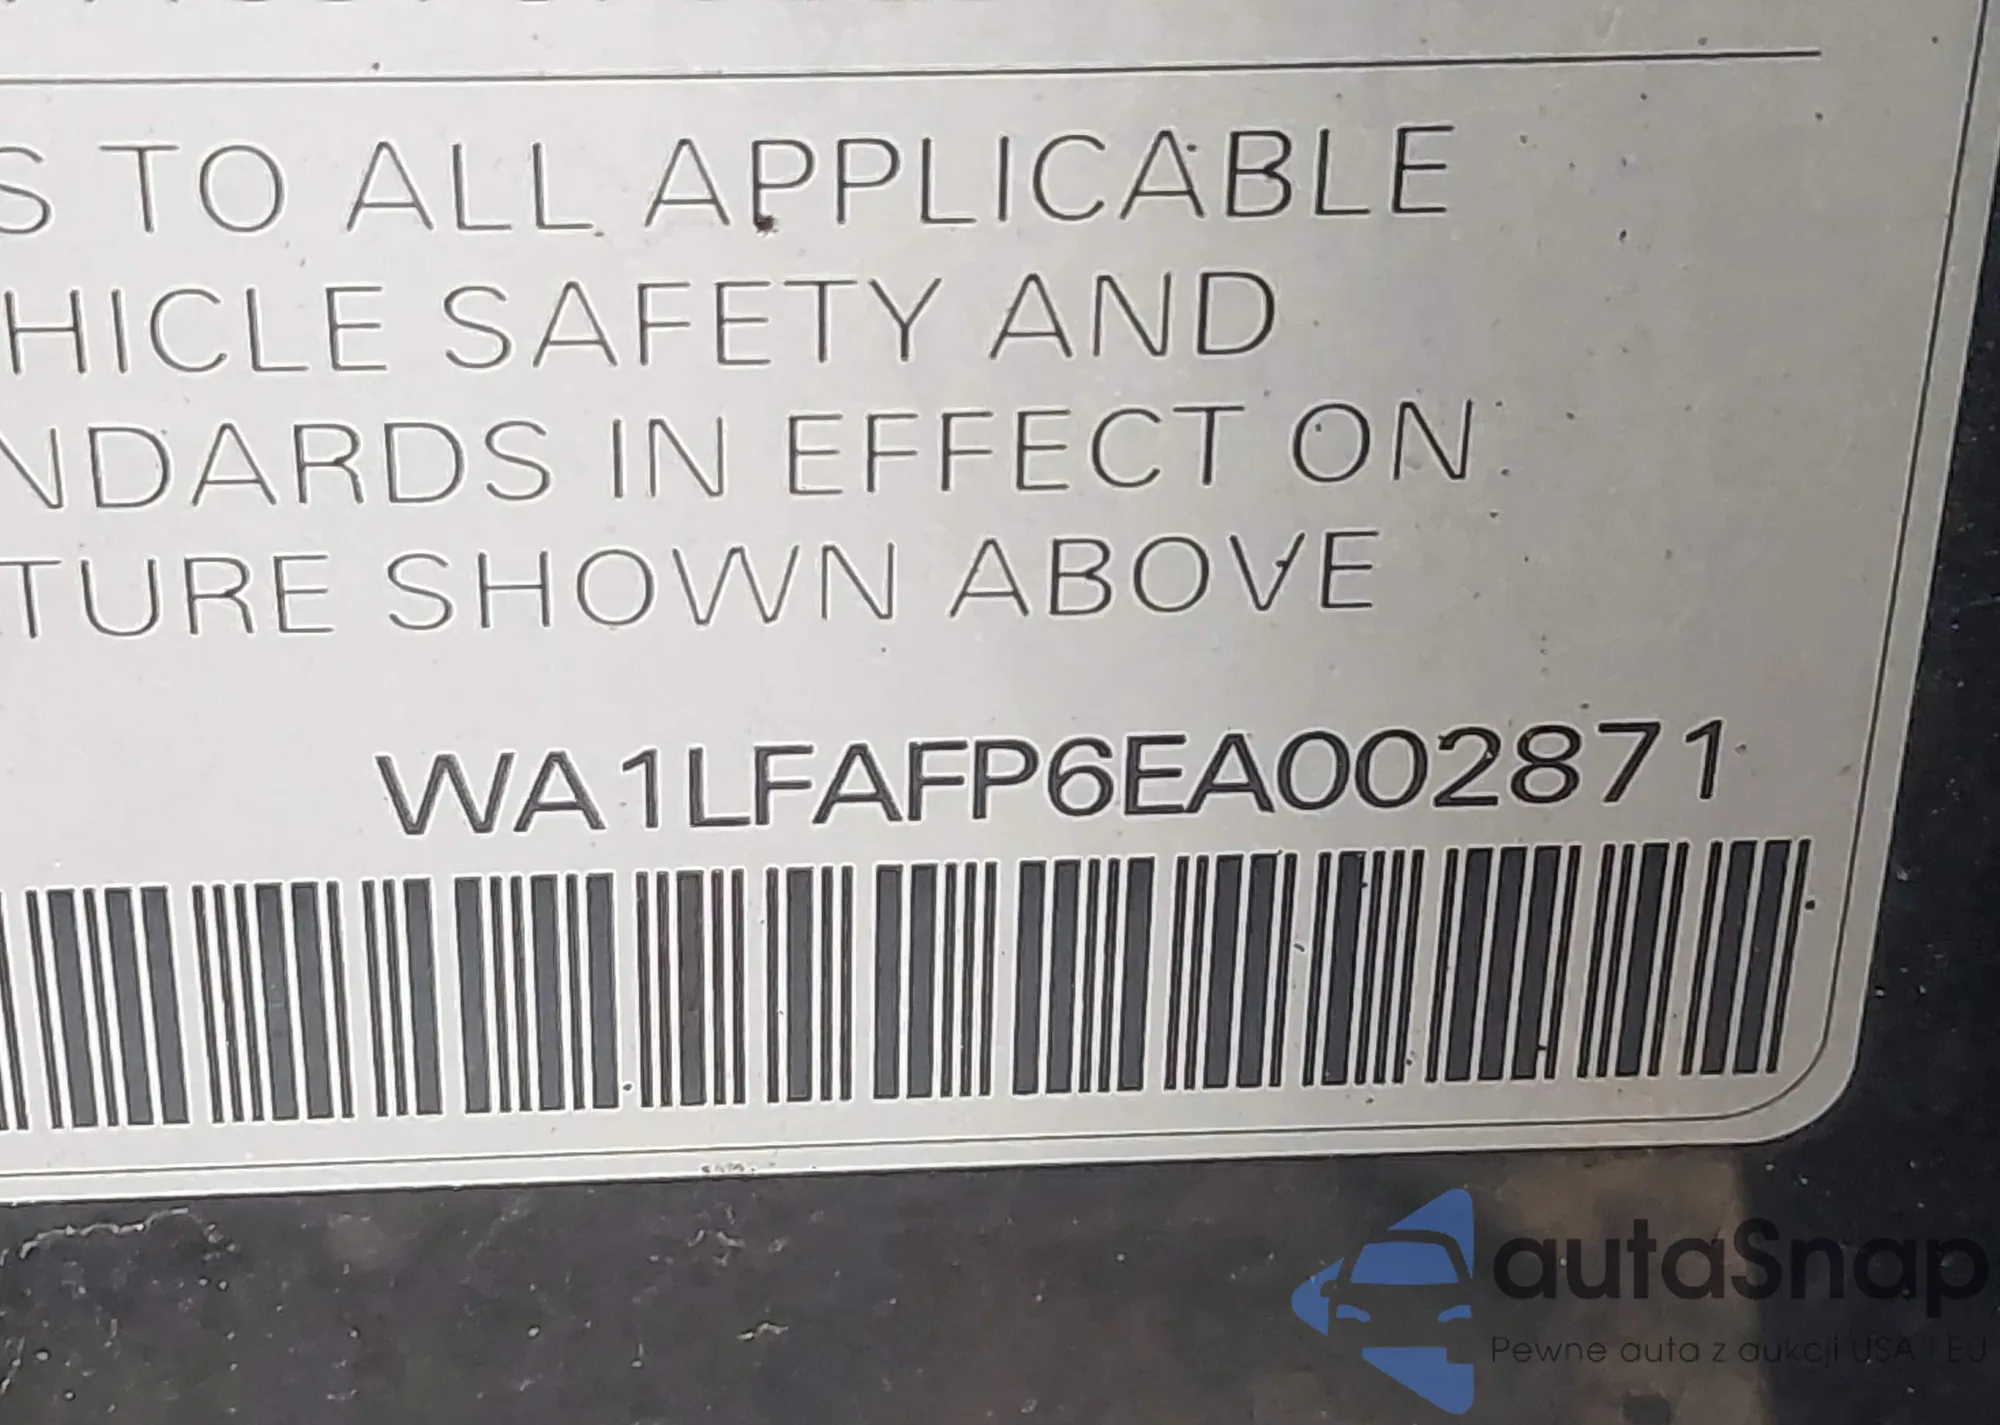 S TO ALL APPLICABLE
HICLE SAFETY AND
NDARDS IN EFFECT ON
TURE SHOWN ABOVE
WA1LFAFP6EA002871
autaSnap
Pewne auta z aukcji USA / EU